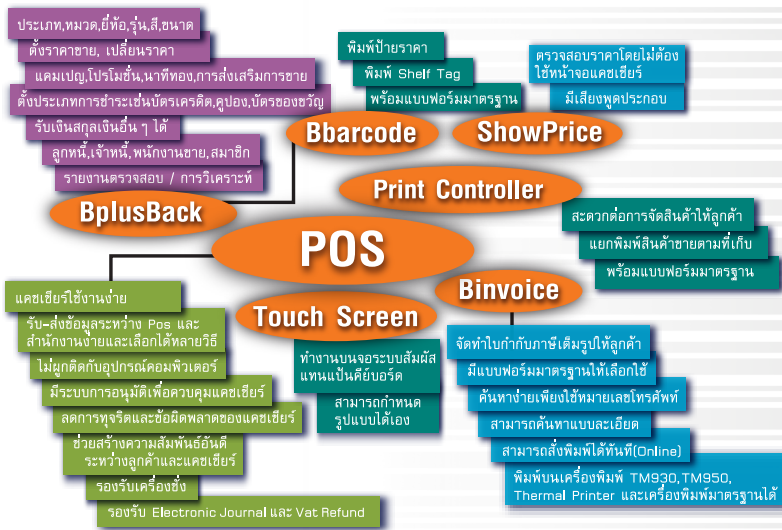 ประเภท,หมวด,ยี่ห้อ,รุ่น,สี,ขนาด
ตั้งราคาขาย, เปลี่ยนราคา
แคมเปญ,โปรโมชั่น,นาทีทอง,การส่งเสริมการขาย
ตั้งประเภทการชำระเช่นบัตรเครดิต,คูปอง,บัตรของขวัญ
รับเงินสกุลเงินอื่น ๆ ได้
ลูกหนี้,เจ้าหนี้,พนักงานขาย,สมาชิก
รายงานตรวจสอบ / การวิเคราะห์
BplusBack
พิมพ์ป้ายราคา
พิมพ์ Shelf Tag
พร้อมแบบฟอร์มมาตรฐาน
Bbarcode
ตรวจสอบราคาโดยไม่ต้อง
ใช้หน้าจอแคชเชียร์
มีเสียงพูดประกอบ
ShowPrice
Print Controller
สะดวกต่อการจัดสินค้าให้ลูกค้า
แยกพิมพ์สินค้าขายตามที่เก็บ
พร้อมแบบฟอร์มมาตรฐาน
POS
แคชเชียร์ใช้งานง่าย
รับ-ส่งข้อมูลระหว่าง Pos และ
สำนักงานง่ายและเลือกได้หลายวิธี
ไม่ผูกติดกับอุปกรณ์คอมพิวเตอร์
มีระบบการอนุมัติเพื่อควบคุมแคชเชียร์
ลดการทุจริตและข้อผิดพลาดของแคชเชียร์
ช่วยสร้างความสัมพันธ์อันดี
ระหว่างลูกค้าและแคชเชียร์
รองรับเครื่องชั่ง
รองรับ Electronic Journal และ Vat Refund
Touch Screen
ทำงานบนจอระบบสัมผัส
แทนแป้นคีย์บอร์ด
สามารถกำหนด
รูปแบบได้เอง
Binvoice
จัดทำใบกำกับภาษีเต็มรูปให้ลูกค้า
มีแบบฟอร์มมาตรฐานให้เลือกใช้
ค้นหาง่ายเพียงใช้หมายเลขโทรศัพท์
สามารถค้นหาแบบละเอียด
สามารถสั่งพิมพ์ได้ทันที(Online)
พิมพ์บนเครื่องพิมพ์ TM930,TM950,
Thermal Printer และเครื่องพิมพ์มาตรฐานได้